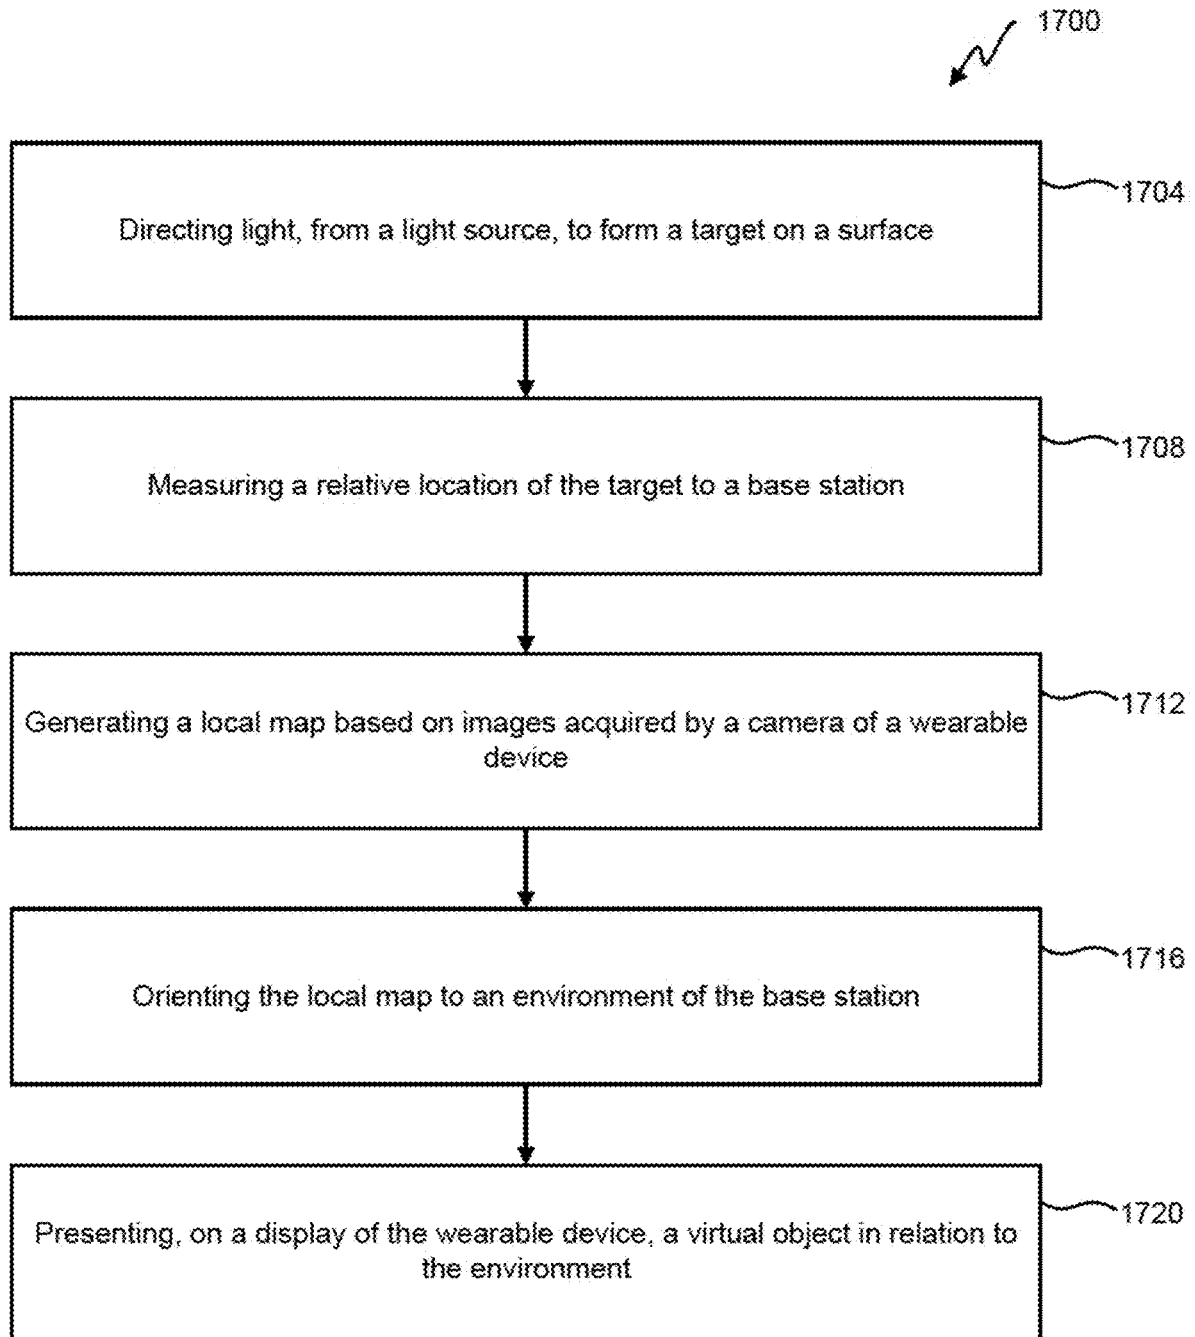 1700
Directing light, from a light source, to form a target on a surface
1704
Measuring a relative location of the target to a base station
1708
Generating a local map based on images acquired by a camera of a wearable
device
1712
Orienting the local map to an environment of the base station
1716
Presenting, on a display of the wearable device, a virtual object in relation to
the environment
1720